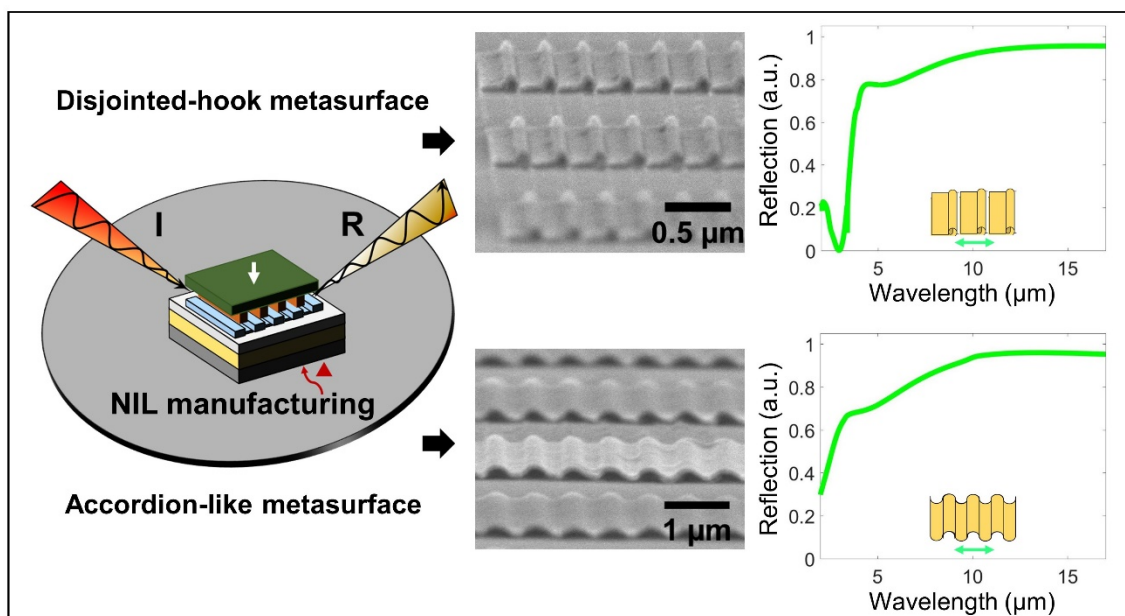 Disjointed-hook metasurface
I
R
NIL manufacturing
Accordion-like metasurface
0.5 µm
1 µm
Reflection (a.u.)
1
0.8
0.6
0.4
0.2
0
5
10
15
Wavelength (µm)
Reflection (a.u.)
1
0.8
0.6
0.4
0.2
0
5
10
15
Wavelength (µm)